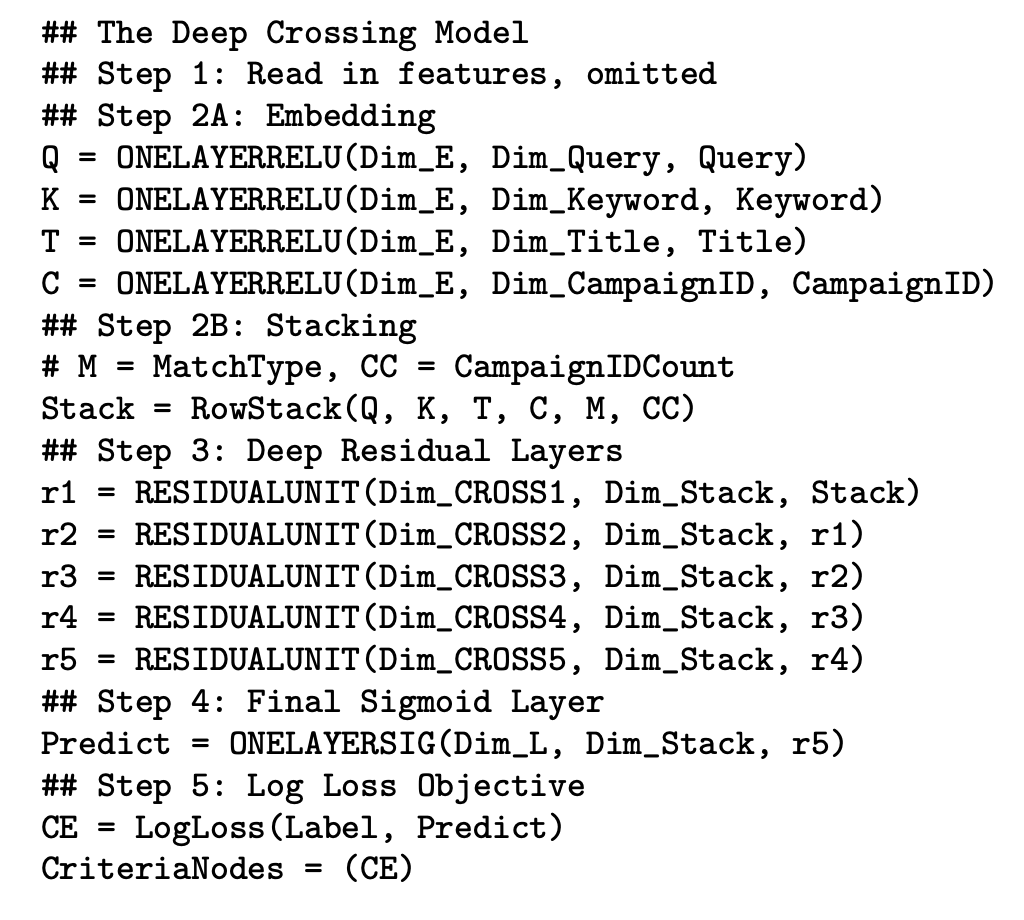 ## The Deep Crossing Model
## Step 1: Read in features, omitted
## Step 2A: Embedding
Q = ONELAYERRELU(Dim_E, Dim_Query, Query)
K = ONELAYERRELU(Dim_E, Dim_Keyword, Keyword)
T = ONELAYERRELU(Dim_E, Dim_Title, Title)
C = ONELAYERRELU(Dim_E, Dim_CampaignID, CampaignID)
## Step 2B: Stacking
# M = MatchType, CC = CampaignIDCount
Stack = RowStack(Q, K, T, C, M, CC)
## Step 3: Deep Residual Layers
r1 = RESIDUALUNIT(Dim_CROSS1, Dim_Stack, Stack)
r2 = RESIDUALUNIT(Dim_CROSS2, Dim_Stack, r1)
r3 = RESIDUALUNIT(Dim_CROSS3, Dim_Stack, r2)
r4 = RESIDUALUNIT(Dim_CROSS4, Dim_Stack, r3)
r5 = RESIDUALUNIT(Dim_CROSS5, Dim_Stack, r4)
## Step 4: Final Sigmoid Layer
Predict = ONELAYERSIG(Dim_L, Dim_Stack, r5)
## Step 5: Log Loss Objective
CE = LogLoss(Label, Predict)
CriteriaNodes = (CE)